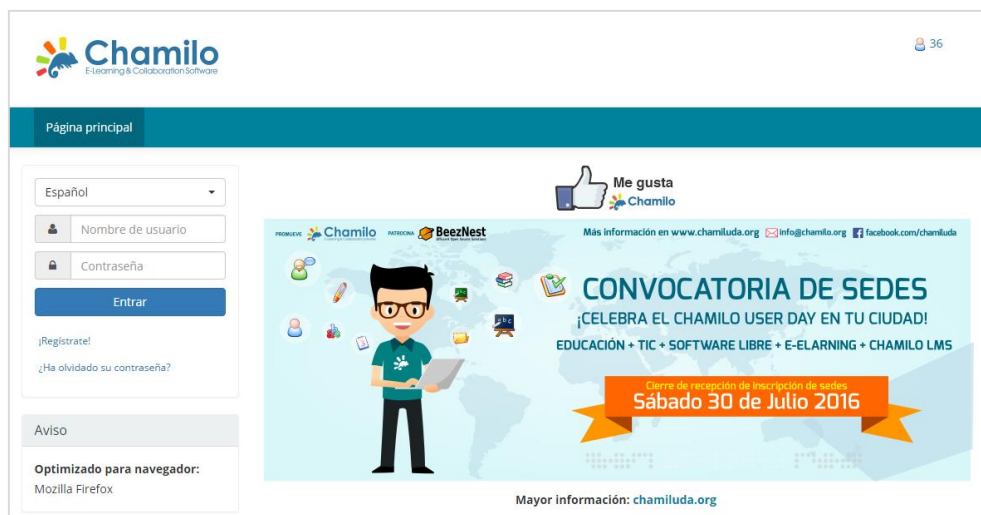 Chamilo
E-Learning & Collaboration Software
36
Página principal
Español
Nombre de usuario
Contraseña
Entrar
¡Regístrate!
¿Ha olvidado su contraseña?
Aviso
Optimizado para navegador:
Mozilla Firefox
Me gusta
Chamilo
PROMUEVE Chamilo PATROCINA BeezNest
Más información en www.chamiluda.org info@chamilo.org facebook.com/chamiluda
CONVOCATORIA DE SEDES
¡CELEBRA EL CHAMILO USER DAY EN TU CIUDAD!
EDUCACIÓN + TIC + SOFTWARE LIBRE + E-ELARNING + CHAMILO LMS
Cierre de recepción de inscripción de sedes
Sábado 30 de Julio 2016
abc
Mayor información: chamiluda.org